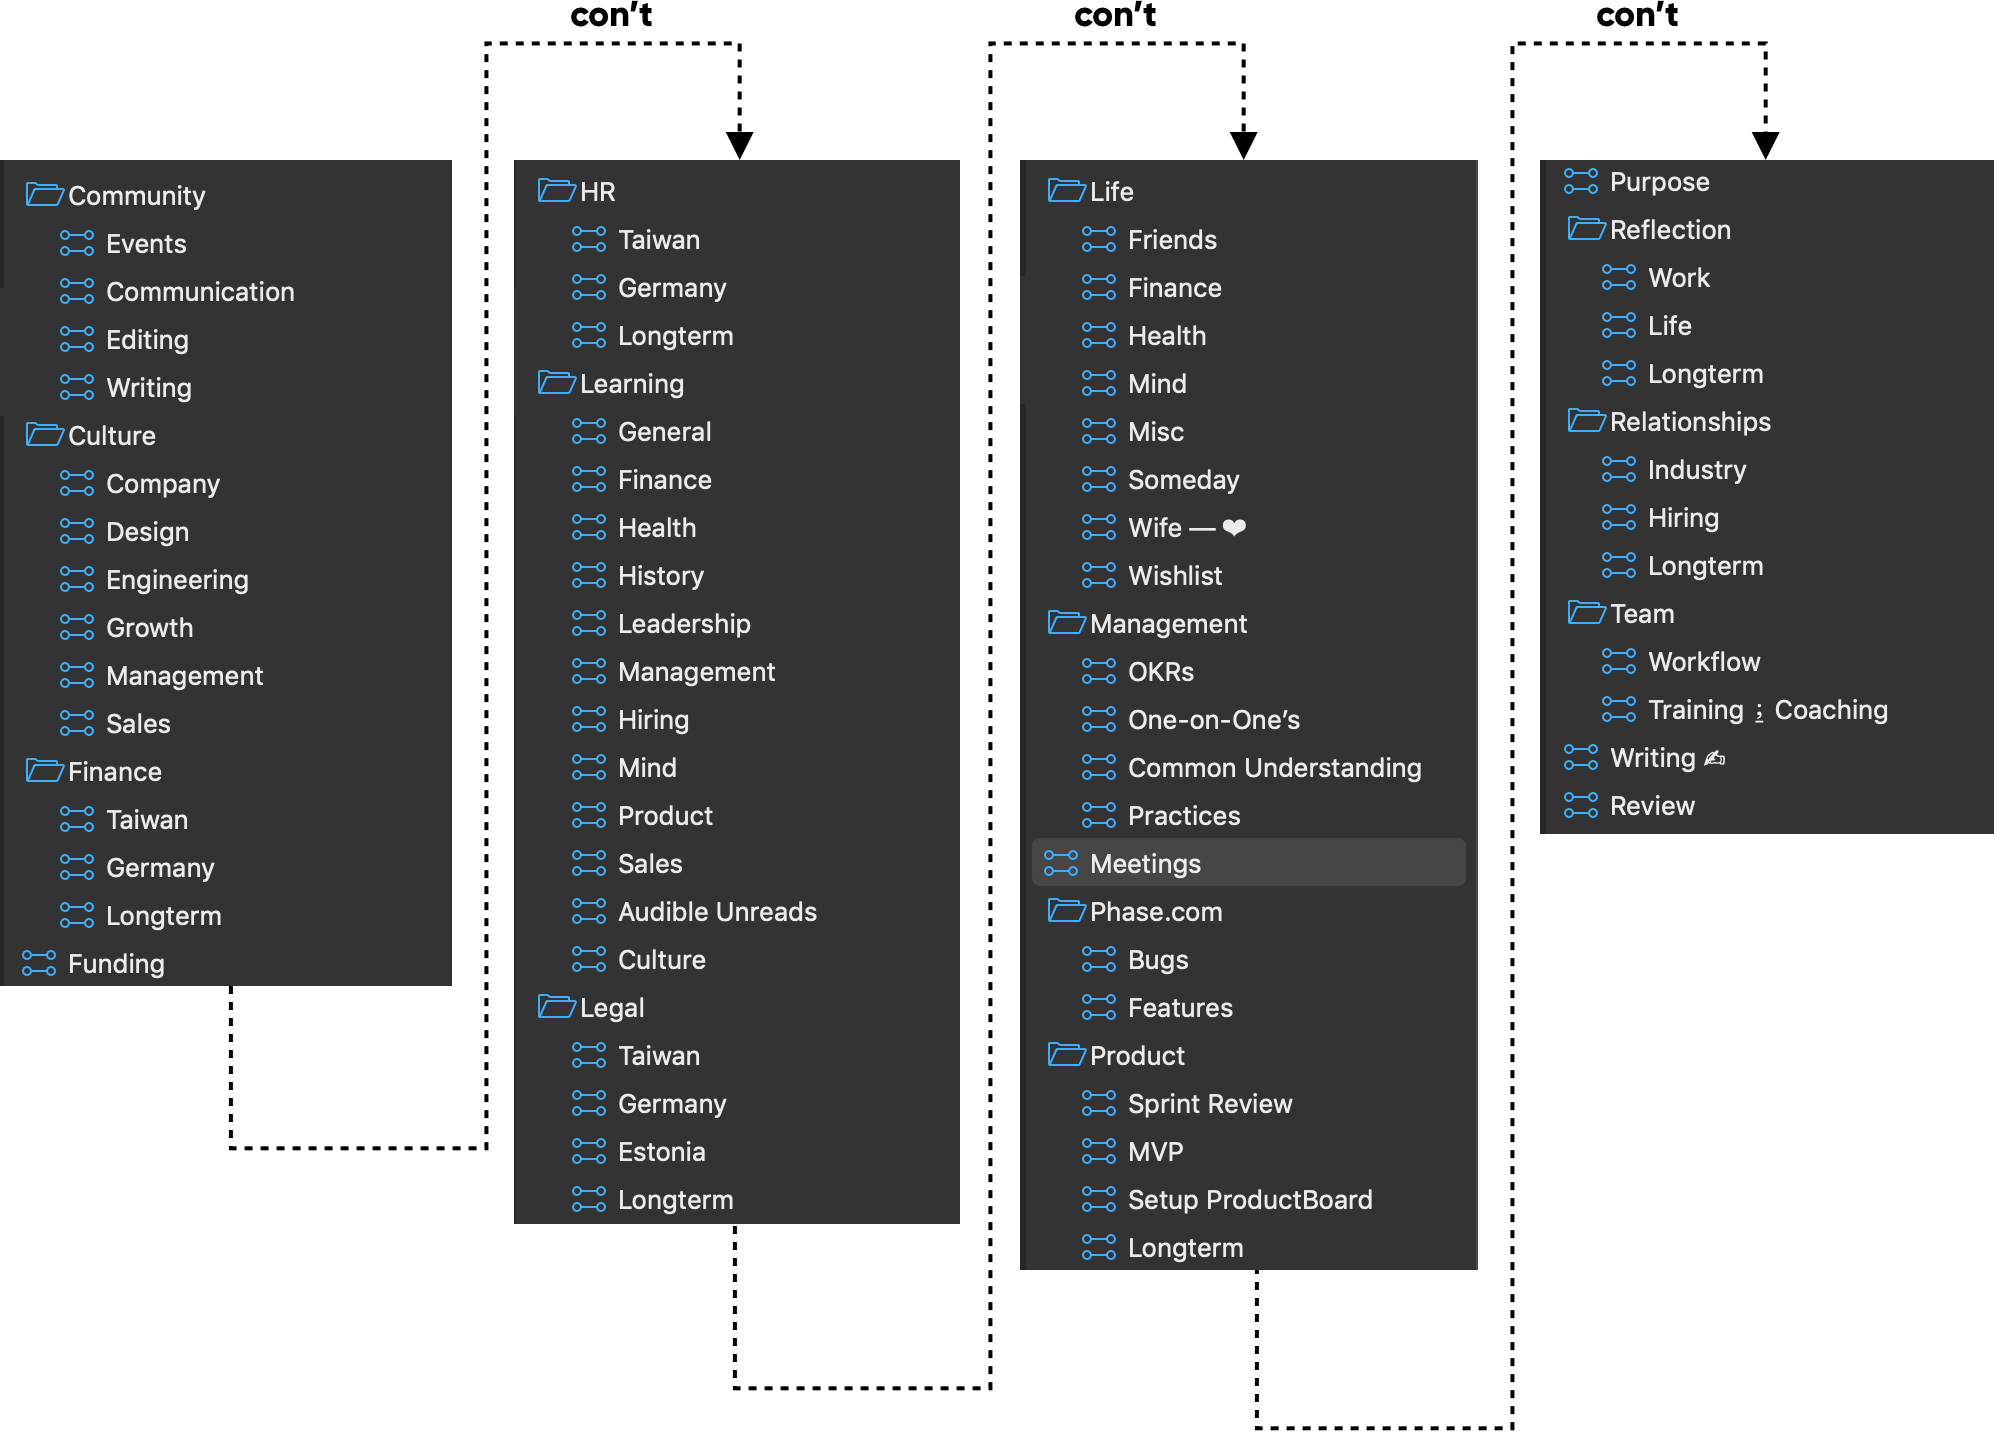 con't
con't
con't
Community
Events
Communication
Editing
Writing
Culture
Company
Design
Engineering
Growth
Management
Sales
Finance
Taiwan
Germany
Longterm
Funding
HR
Taiwan
Germany
Longterm
Learning
General
Finance
Health
History
Leadership
Management
Hiring
Mind
Product
Sales
Audible Unreads
Culture
Legal
Taiwan
Germany
Estonia
Longterm
Life
Friends
Finance
Health
Mind
Misc
Someday
Wife — ❤
Wishlist
Management
OKRs
One-on-One’s
Common Understanding
Practices
Meetings
Phase.com
Bugs
Features
Product
Sprint Review
MVP
Setup ProductBoard
Longterm
Purpose
Reflection
Work
Life
Longterm
Relationships
Industry
Hiring
Longterm
Team
Workflow
Training ; Coaching
Writing ✍
Review